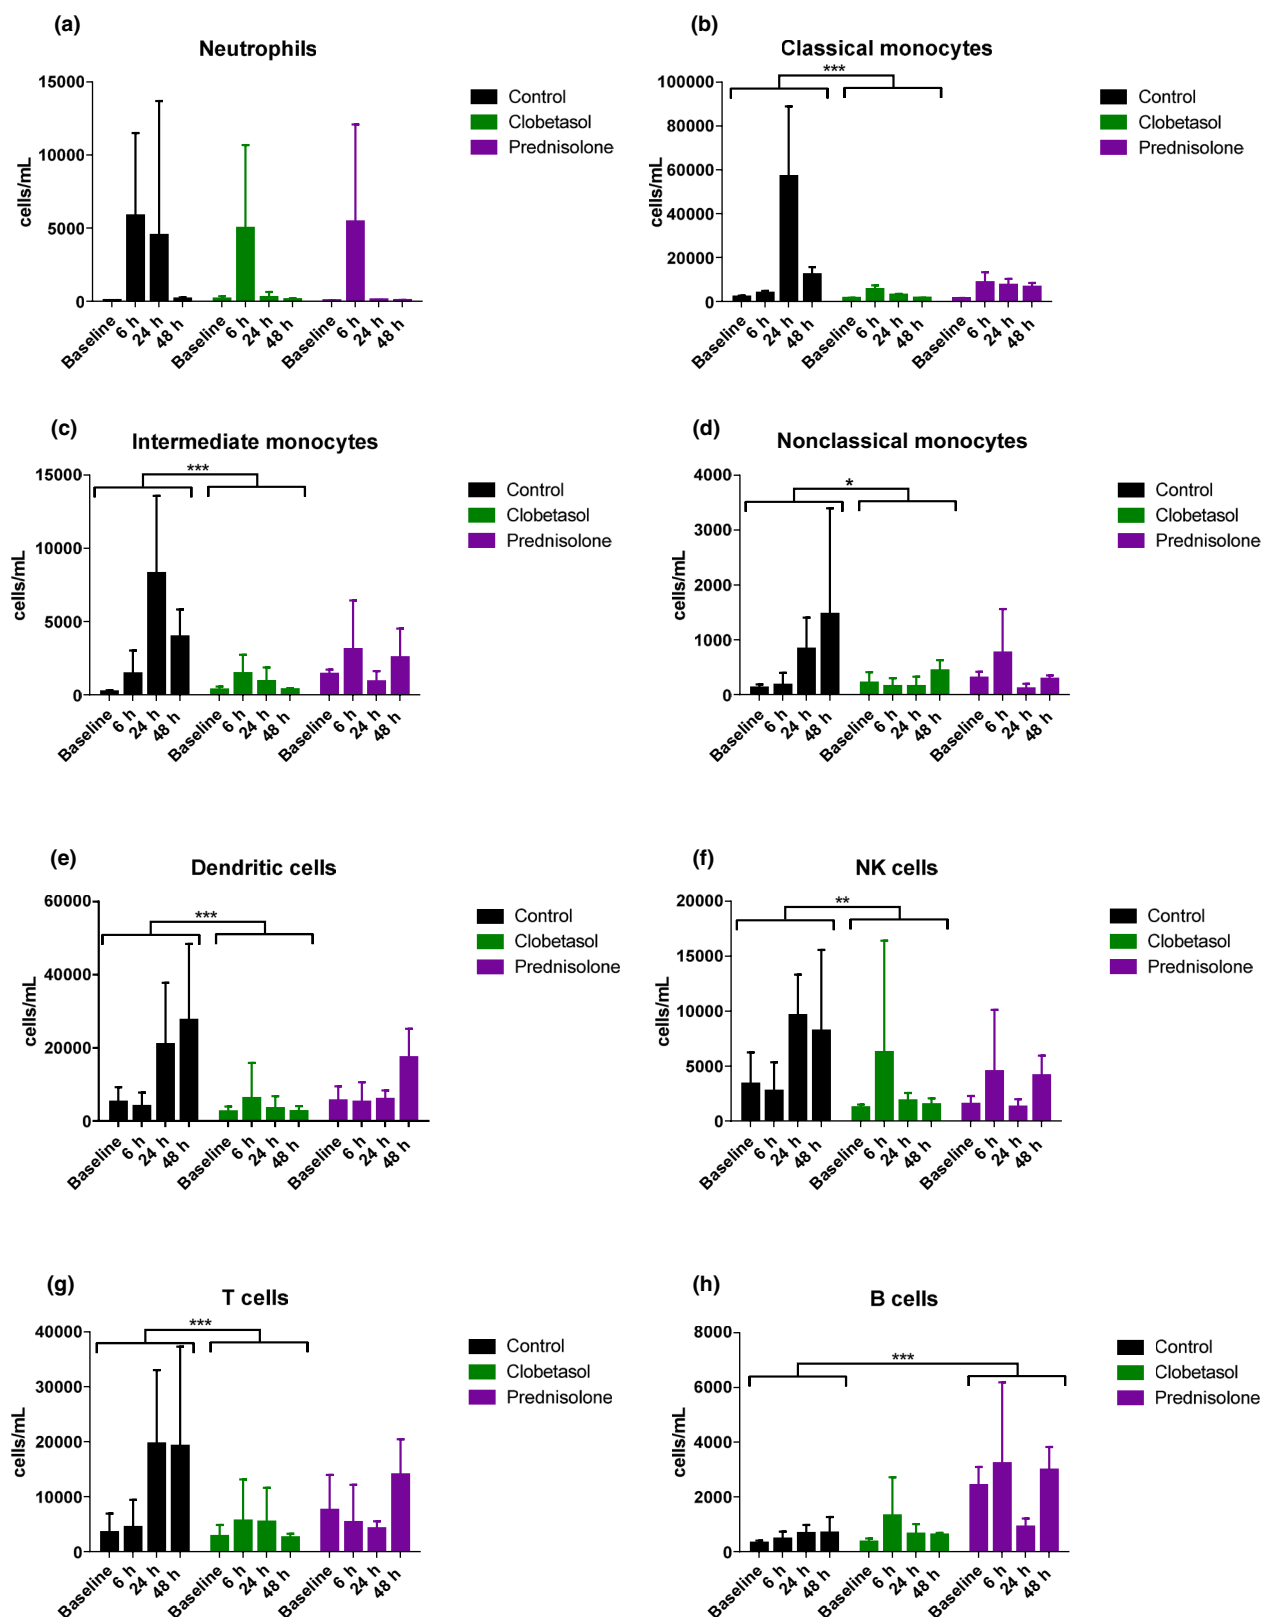 (a)
Neutrophils
15000
10000
5000
0
cells/mL
Baseline
6 h
24 h
48 h
Baseline
6 h
24 h
48 h
Baseline
6 h
24 h
48 h
Control
Clobetasol
Prednisolone
(b)
Classical monocytes
***
100000
80000
60000
40000
20000
0
cells/mL
Baseline
6 h
24 h
48 h
Baseline
6 h
24 h
48 h
Baseline
6 h
24 h
48 h
Control
Clobetasol
Prednisolone
(c)
Intermediate monocytes
***
15000
10000
5000
0
cells/mL
Baseline
6 h
24 h
48 h
Baseline
6 h
24 h
48 h
Baseline
6 h
24 h
48 h
Control
Clobetasol
Prednisolone
(d)
Nonclassical monocytes
*
4000
3000
2000
1000
0
cells/mL
Baseline
6 h
24 h
48 h
Baseline
6 h
24 h
48 h
Baseline
6 h
24 h
48 h
Control
Clobetasol
Prednisolone
(e)
Dendritic cells
***
60000
40000
20000
0
cells/mL
Baseline
6 h
24 h
48 h
Baseline
6 h
24 h
48 h
Baseline
6 h
24 h
48 h
Control
Clobetasol
Prednisolone
(f)
NK cells
**
20000
15000
10000
5000
0
cells/mL
Baseline
6 h
24 h
48 h
Baseline
6 h
24 h
48 h
Baseline
6 h
24 h
48 h
Control
Clobetasol
Prednisolone
(g)
T cells
***
40000
30000
20000
10000
0
cells/mL
Baseline
6 h
24 h
48 h
Baseline
6 h
24 h
48 h
Baseline
6 h
24 h
48 h
Control
Clobetasol
Prednisolone
(h)
B cells
***
8000
6000
4000
2000
0
cells/mL
Baseline
6 h
24 h
48 h
Baseline
6 h
24 h
48 h
Baseline
6 h
24 h
48 h
Control
Clobetasol
Prednisolone